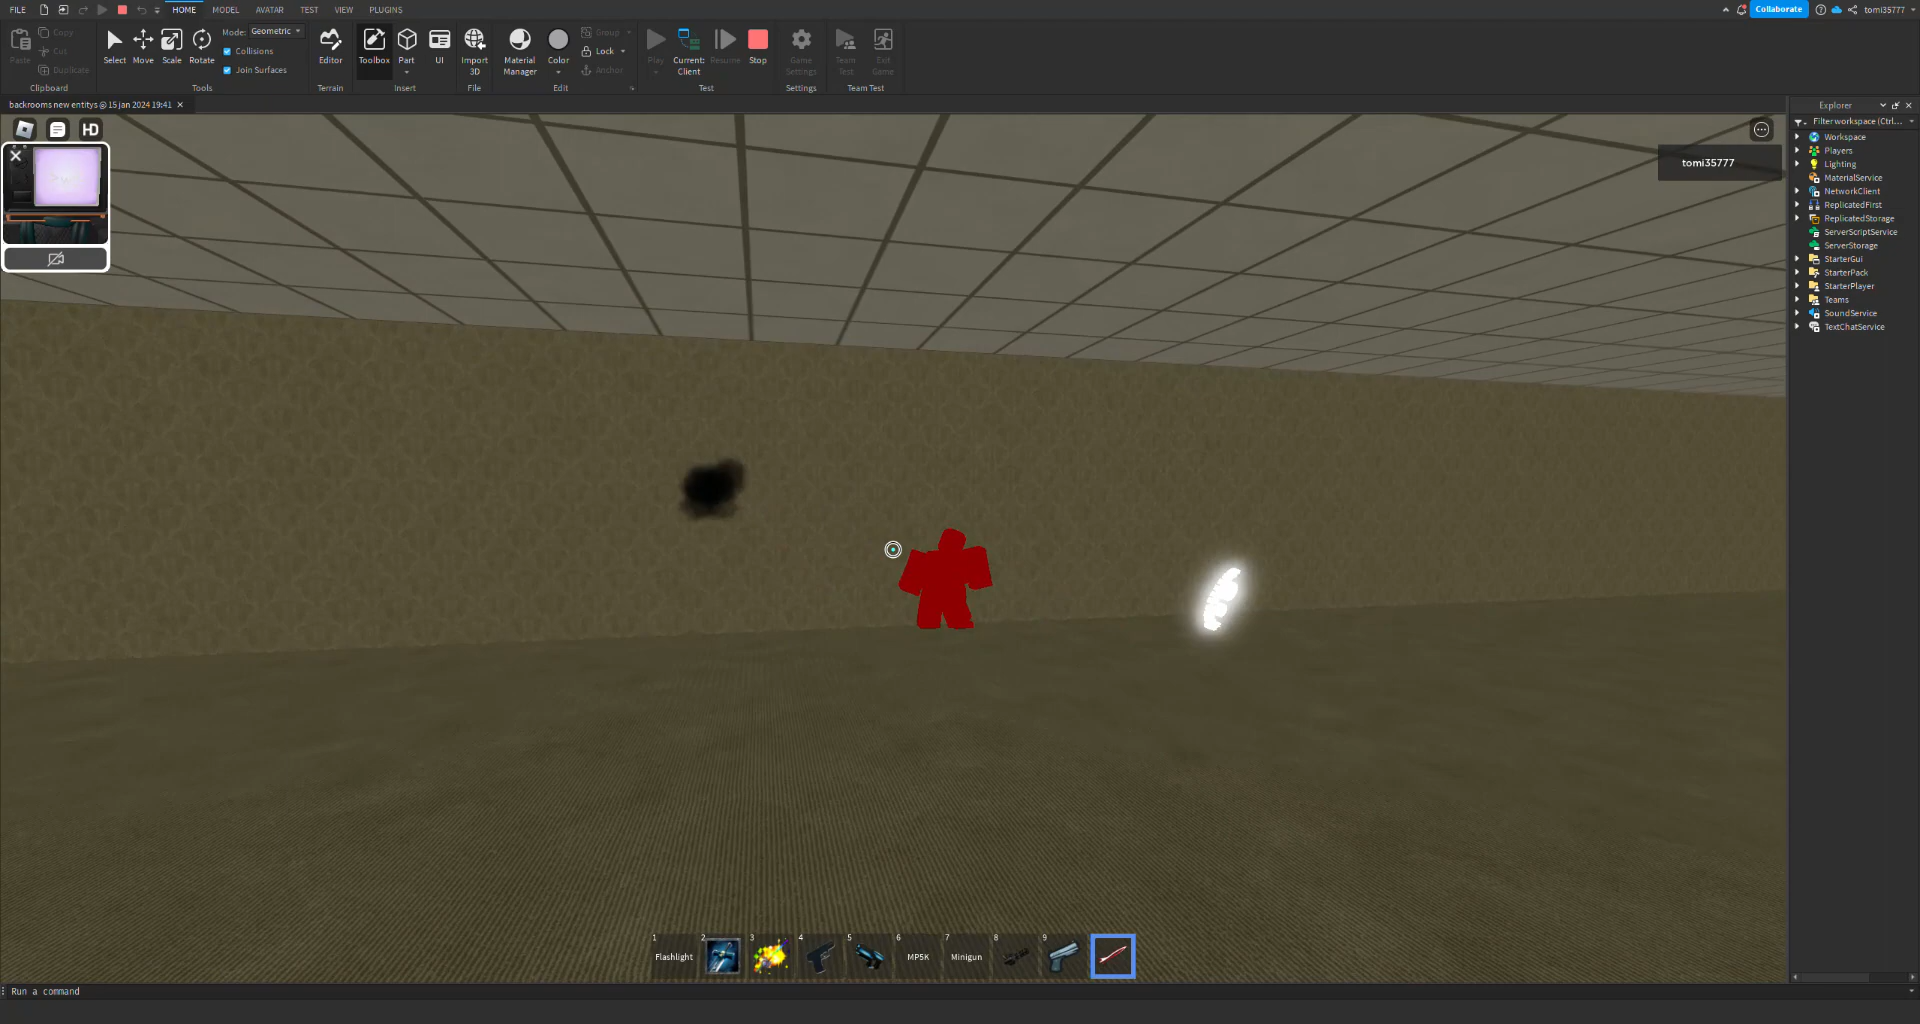 FILE HOME MODEL AVATAR TEST VIEW PLUGINS Collaborate tomi35777
Paste Copy Cut Duplicate Clipboard
Select Move Scale Rotate Mode: Geometric Collisions Join Surfaces Tools
Editor Terrain
Toolbox Part UI Insert
Import 3D File
Material Manager Color Group Lock Anchor Edit
Play Current: Client Resume Stop Test
Game Settings Settings
Team Test Exit Game Team Test
backrooms new entitys @ 15 jan 2024 19:41
HD
tomi35777
Explorer
Filter workspace (Ctrl...
Workspace
Players
Lighting
MaterialService
NetworkClient
ReplicatedFirst
ReplicatedStorage
ServerScriptService
ServerStorage
StarterGui
StarterPack
StarterPlayer
Teams
SoundService
TextChatService
1 2 3 4 5 6 7 8 9
Flashlight MP5K Minigun
Run a command